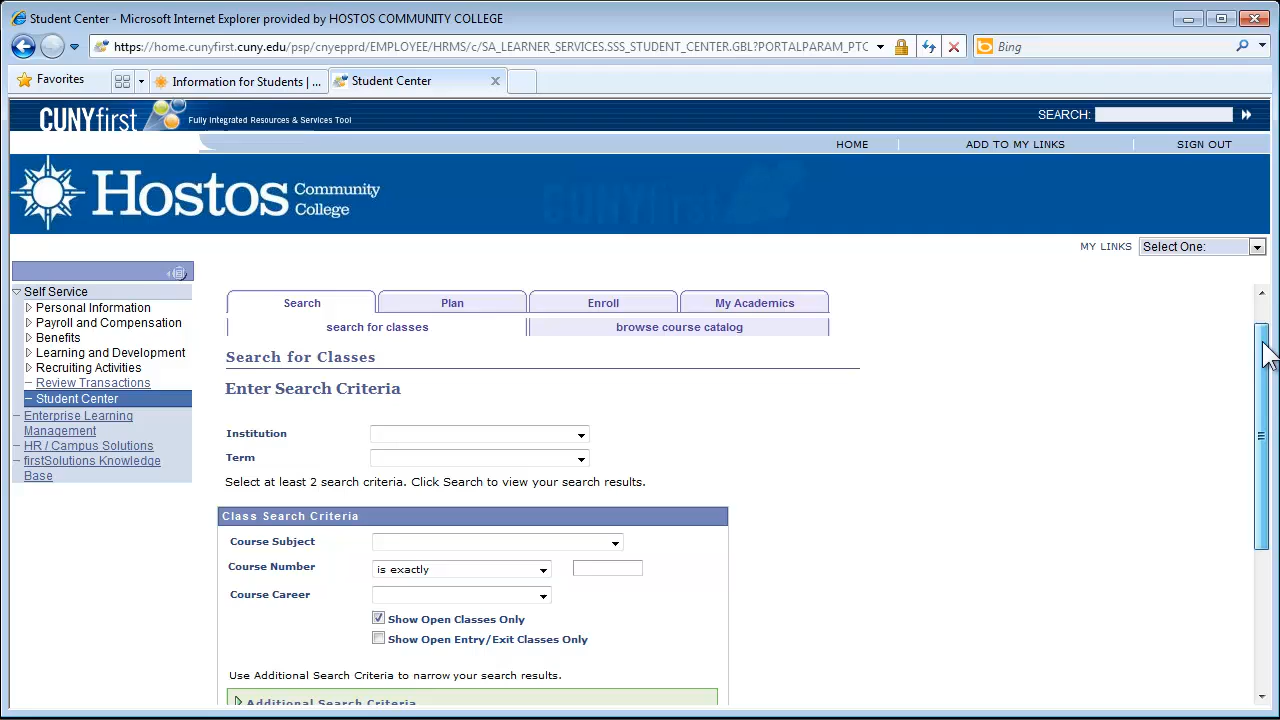 Student Center - Microsoft Internet Explorer provided by HOSTOS COMMUNITY COLLEGE
https://home.cunyfirst.cuny.edu/psp/cnyepprd/EMPLOYEE/HRMS/c/SA_LEARNER_SERVICES.SSS_STUDENT_CENTER.GBL?PORTALPARAM_PTC
Bing
Favorites
Information for Students | ...
Student Center
CUNYfirst Fully Integrated Resources & Services Tool
SEARCH:
HOME
ADD TO MY LINKS
SIGN OUT
Hostos Community College
CUNYfirst
MY LINKS Select One:
Self Service
Personal Information
Payroll and Compensation
Benefits
Learning and Development
Recruiting Activities
Review Transactions
Student Center
Enterprise Learning
Management
HR / Campus Solutions
firstSolutions Knowledge
Base
Search
Plan
Enroll
My Academics
search for classes
browse course catalog
Search for Classes
Enter Search Criteria
Institution
Term
Select at least 2 search criteria. Click Search to view your search results.
Class Search Criteria
Course Subject
Course Number is exactly
Course Career
Show Open Classes Only
Show Open Entry/Exit Classes Only
Use Additional Search Criteria to narrow your search results.
Additional Search Criteria